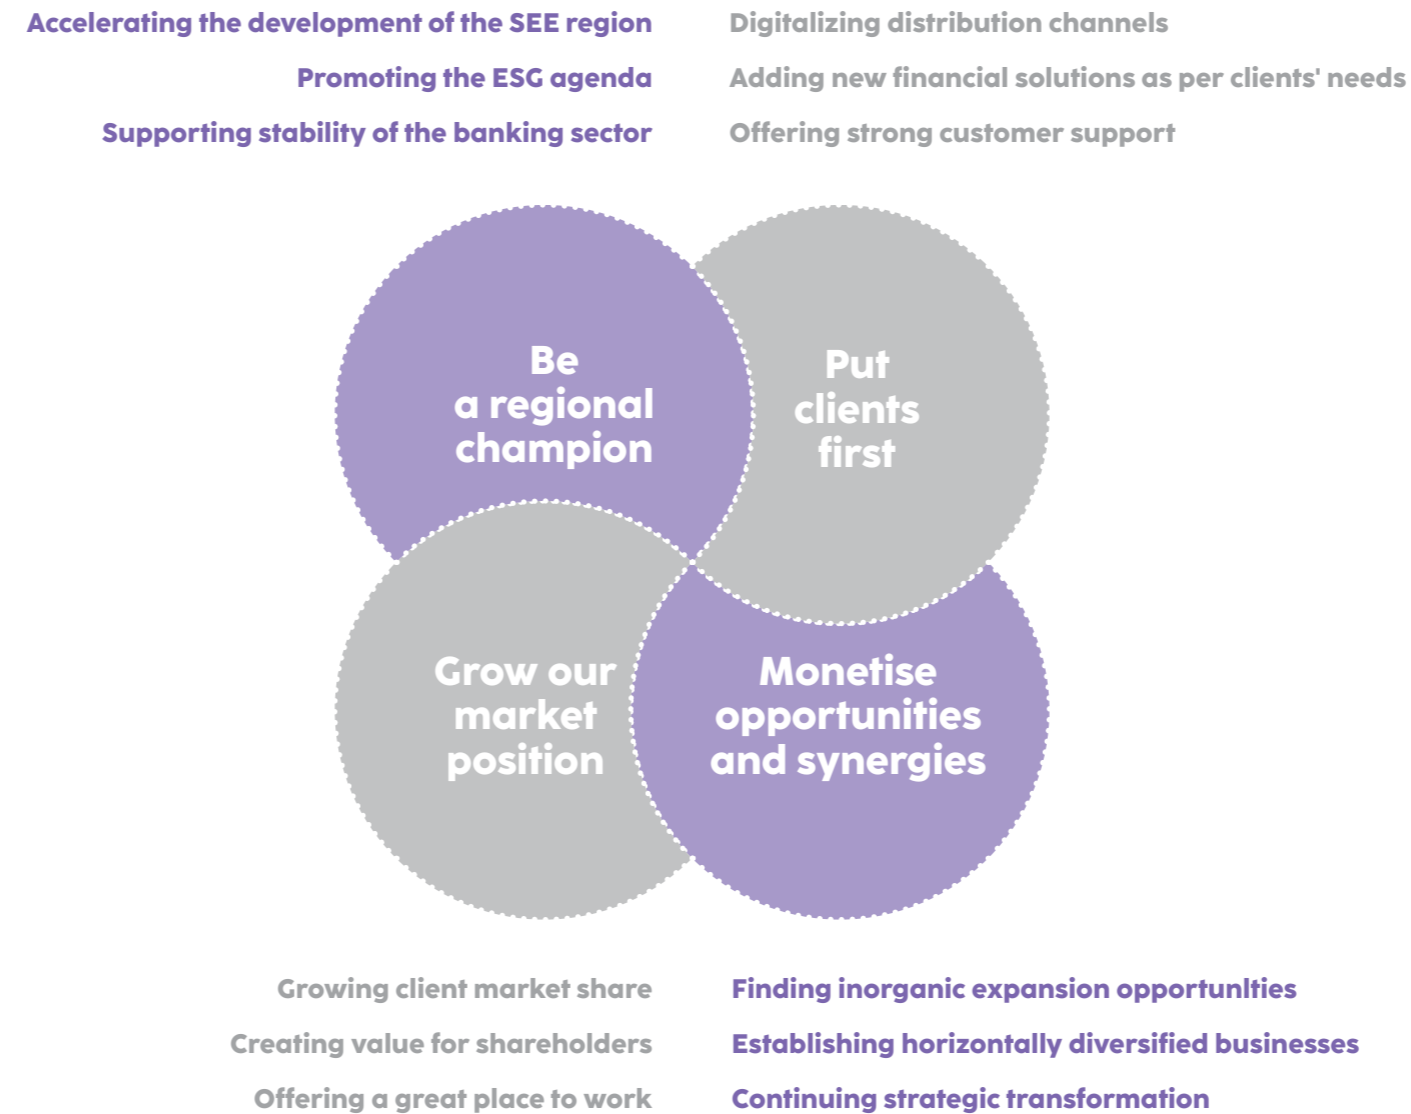 Accelerating the development of the SEE region
Promoting the ESG agenda
Supporting stability of the banking sector
Digitalizing distribution channels
Adding new financial solutions as per clients' needs
Offering strong customer support
Be
a regional
champion
Put
clients
first
Grow our
market
position
Monetise
opportunities
and synergies
Growing client market share
Creating value for shareholders
Offering a great place to work
Finding inorganic expansion opportunIties
Establishing horizontally diversified businesses
Continuing strategic transformation